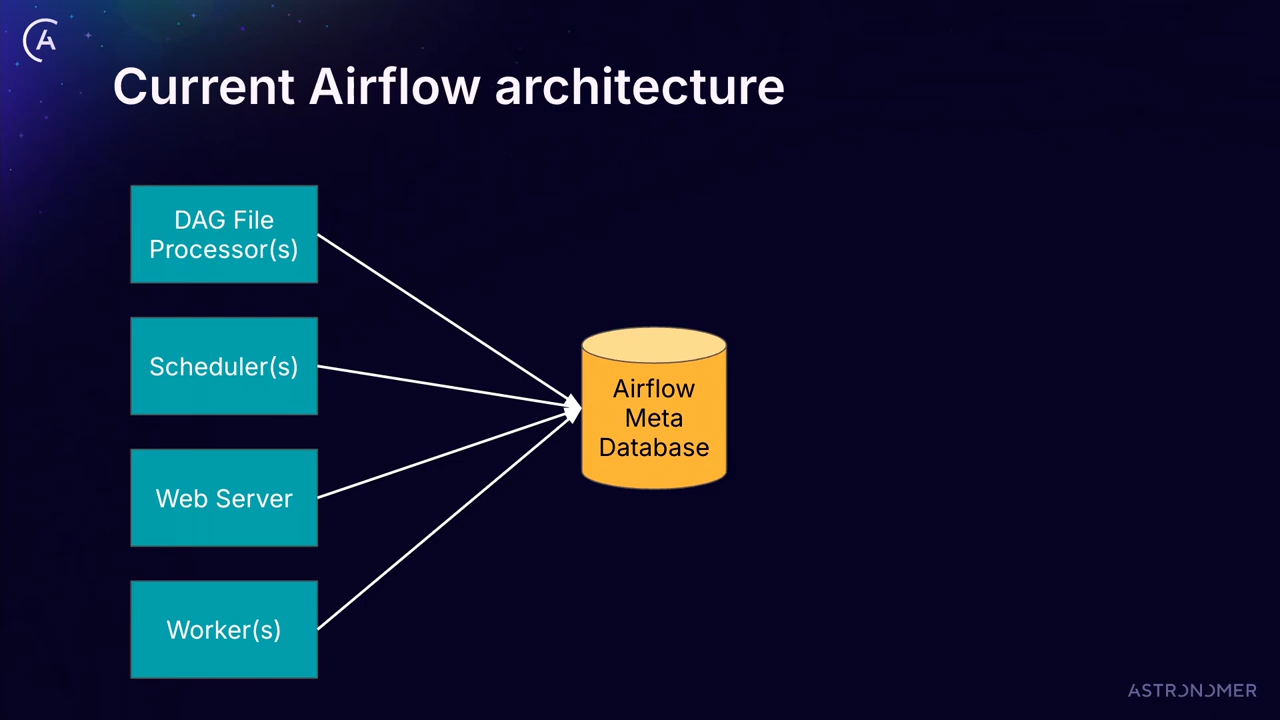 Current Airflow architecture
DAG File
Processor(s)
Scheduler(s)
Web Server
Worker(s)
Airflow
Meta
Database
ASTRONOMER